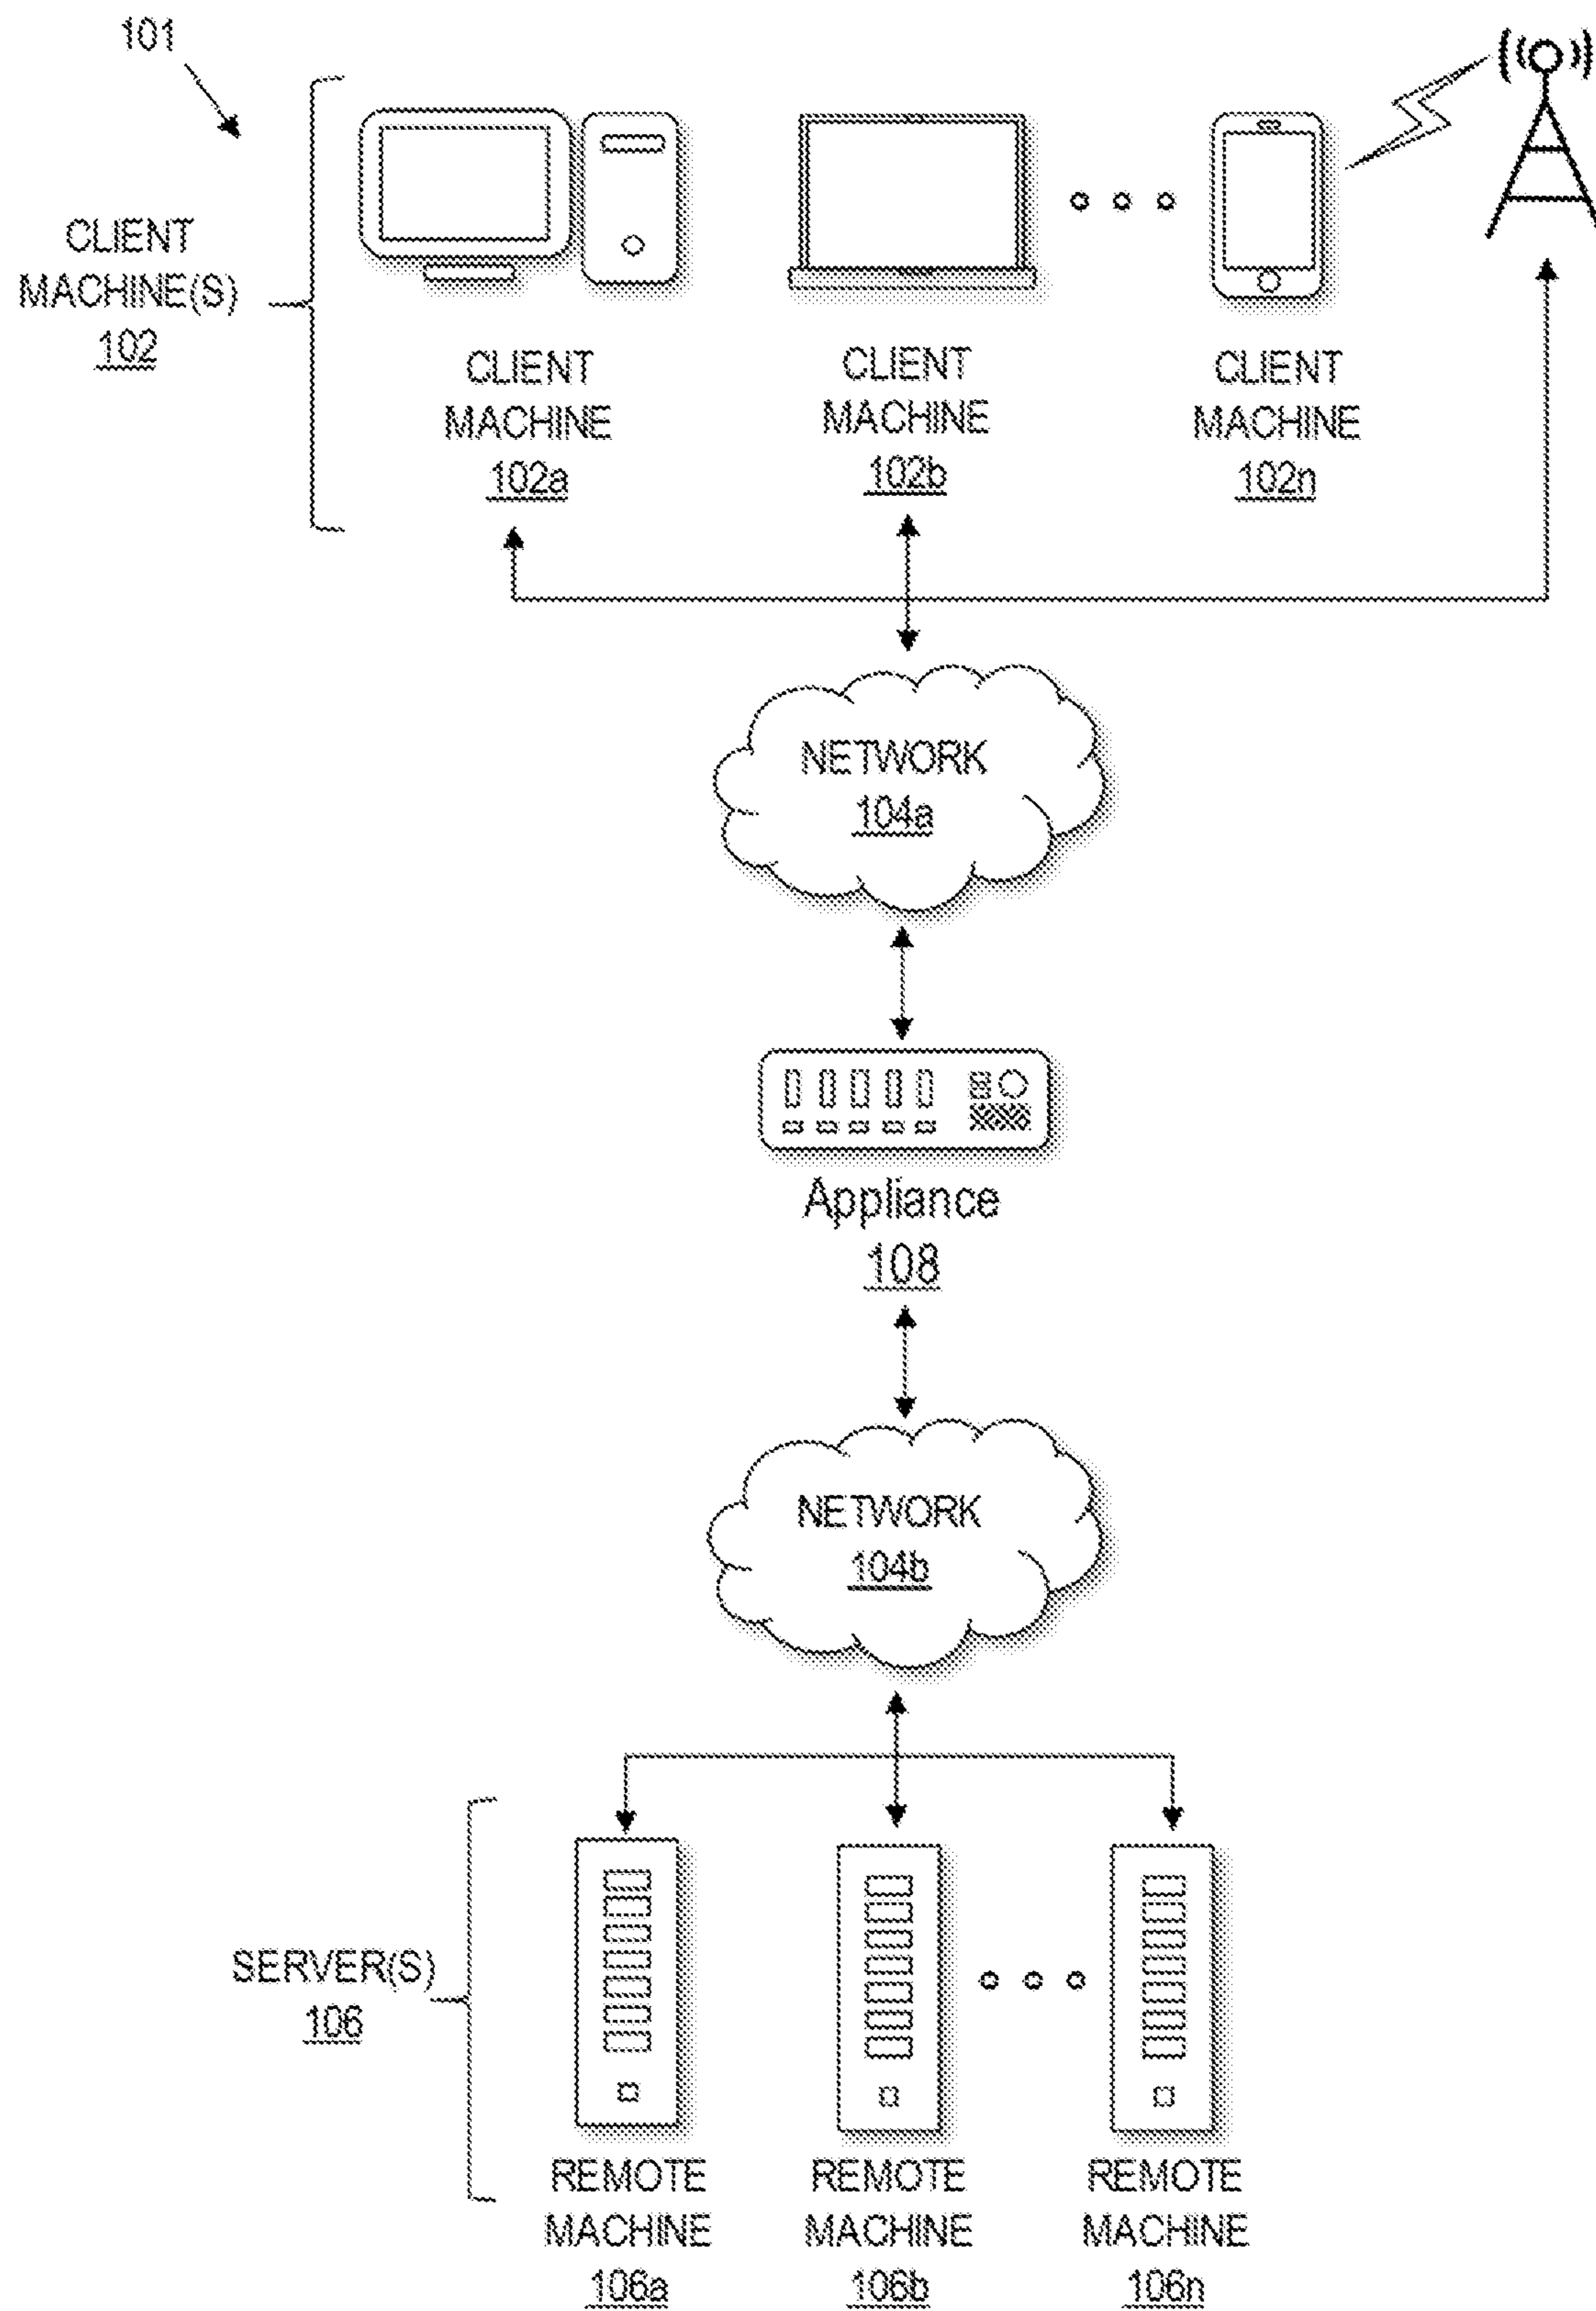 101
CLIENT
MACHINE(S)
102
CLIENT
MACHINE
102a
CLIENT
MACHINE
102b
CLIENT
MACHINE
102n
NETWORK
104a
Appliance
108
NETWORK
104b
SERVER(S)
106
REMOTE
MACHINE
106a
REMOTE
MACHINE
106b
REMOTE
MACHINE
106n